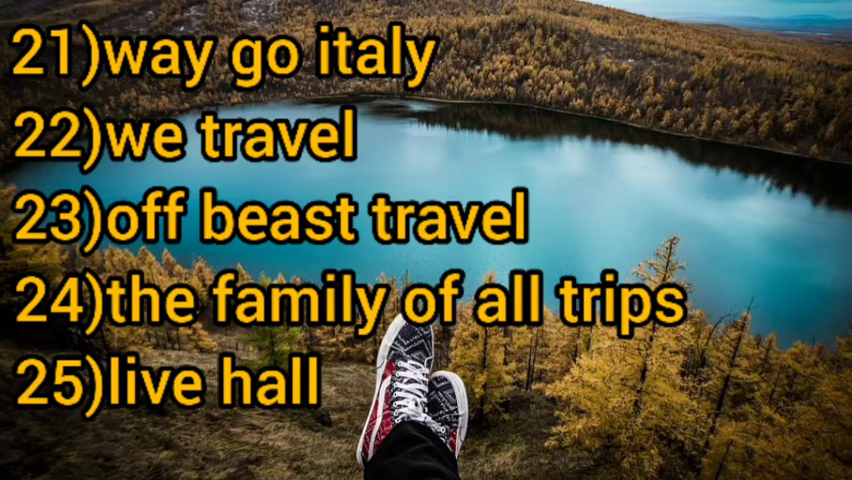 21)way go italy
22)we travel
23)off beast travel
24)the family of all trips
25)live hall